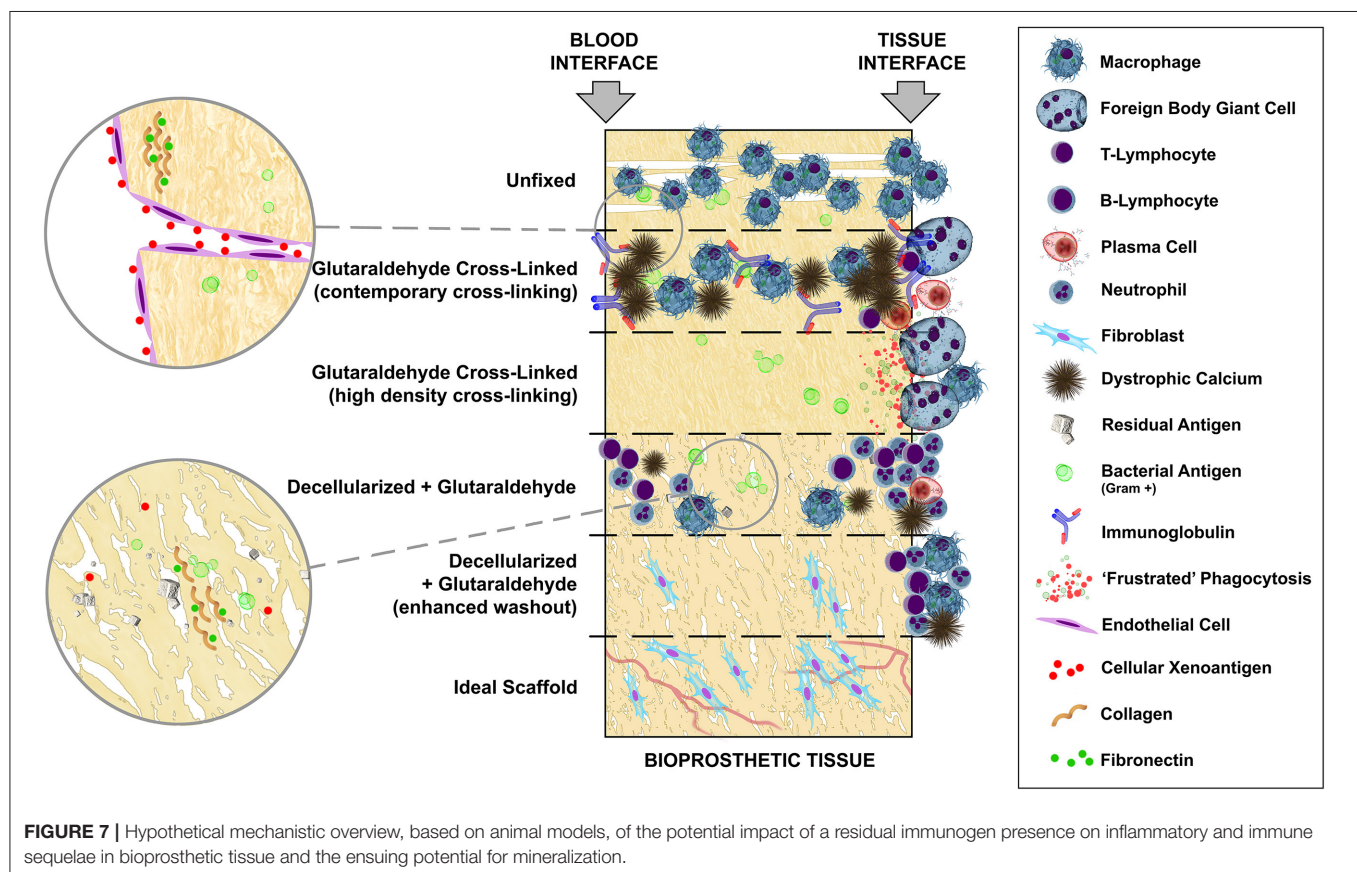 BLOOD
INTERFACE
TISSUE
INTERFACE
Unfixed
Glutaraldehyde Cross-Linked
(contemporary cross-linking)
Glutaraldehyde Cross-Linked
(high density cross-linking)
Decellularized + Glutaraldehyde
Decellularized
+ Glutaraldehyde
(enhanced washout)
Ideal Scaffold
BIOPROSTHETIC TISSUE
Macrophage
Foreign Body Giant Cell
T-Lymphocyte
B-Lymphocyte
Plasma Cell
Neutrophil
Fibroblast
Dystrophic Calcium
Residual Antigen
Bacterial Antigen
(Gram +)
Immunoglobulin
‘Frustrated’ Phagocytosis
Endothelial Cell
Cellular Xenoantigen
Collagen
Fibronectin
FIGURE 7 | Hypothetical mechanistic overview, based on animal models, of the potential impact of a residual immunogen presence on inflammatory and immune
sequelae in bioprosthetic tissue and the ensuing potential for mineralization.